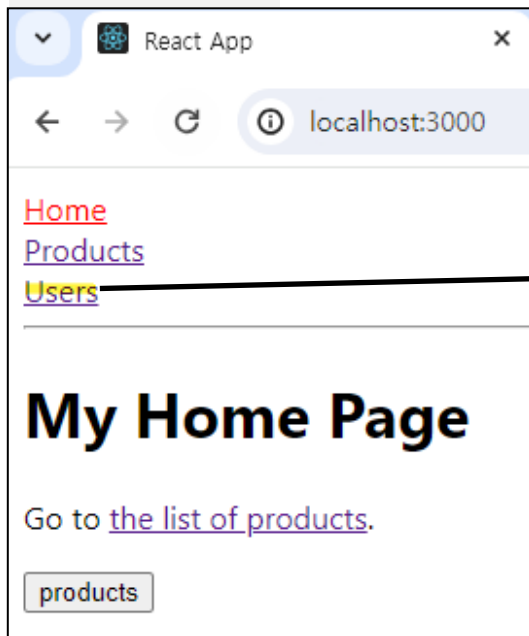 React App
localhost:3000
Home
Products
Users
My Home Page
Go to the list of products.
products